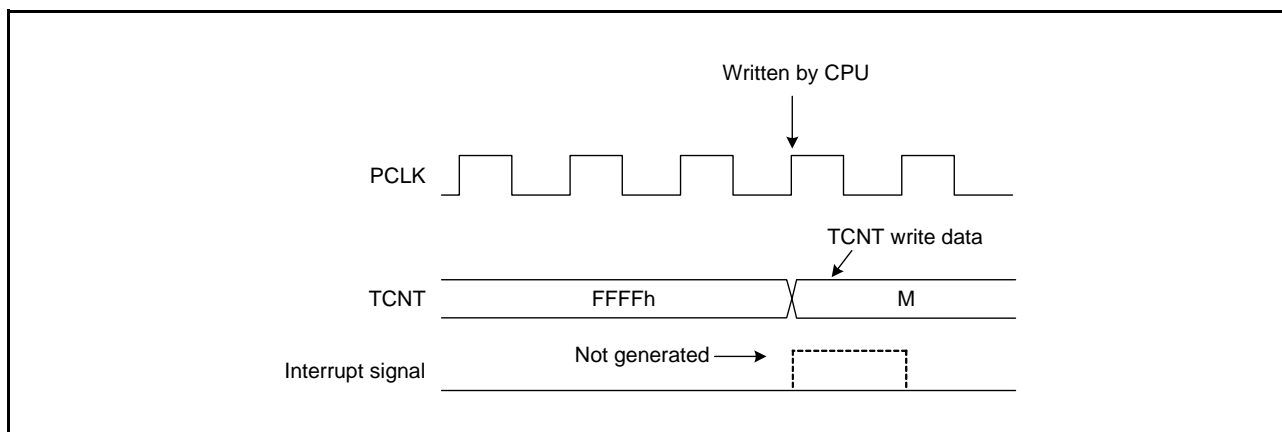 Written by CPU
PCLK
TCNT write data
TCNT
FFFFh
M
Not generated
Interrupt signal